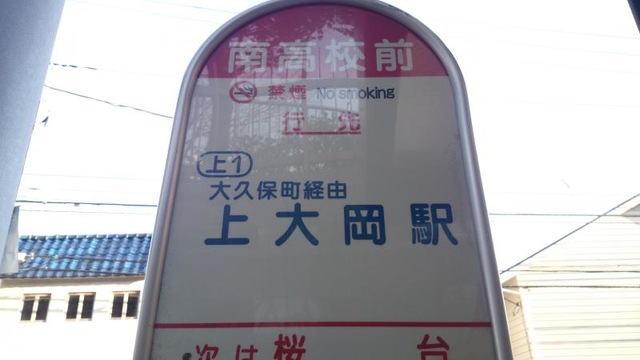 南高校前
禁煙 No smoking
行先
上1
大久保町経由
上大岡駅
次は 桜台